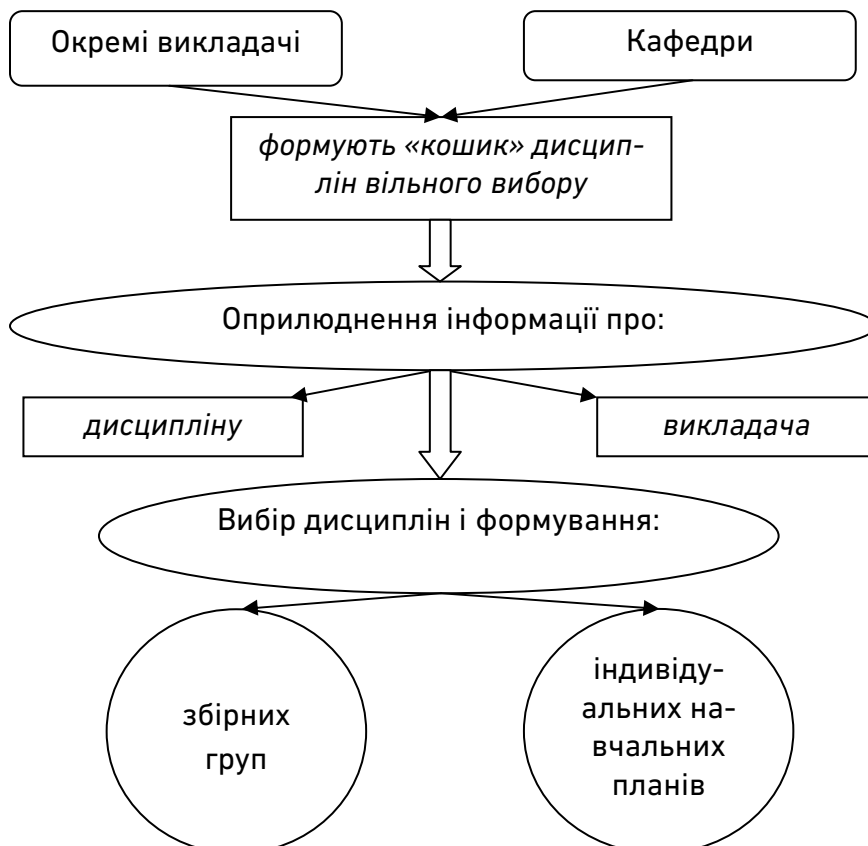 Окремі викладачі
Кафедри
формують «кошик» дисцип-
лін вільного вибору
Оприлюднення інформації про:
дисципліну
викладача
Вибір дисциплін і формування:
збірних
груп
індивіду-
альних на-
вчальних
планів